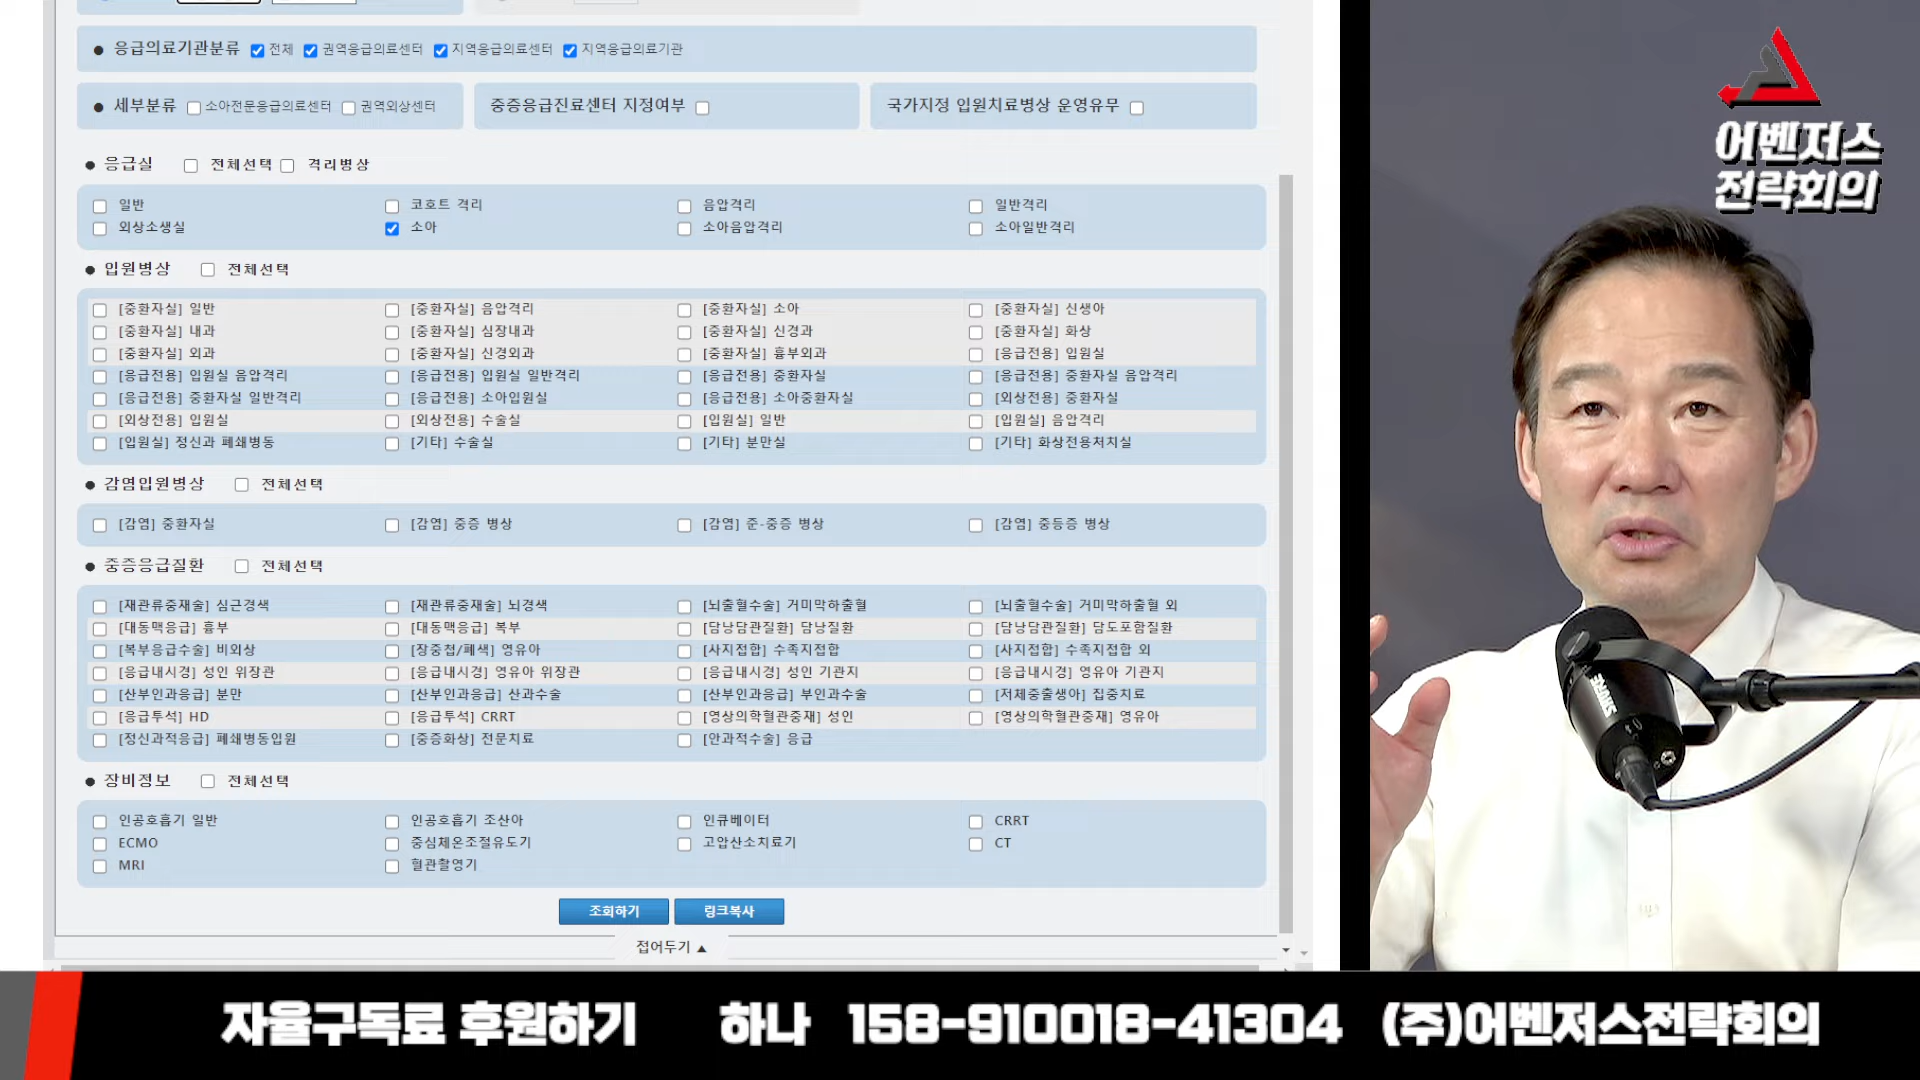 ● 응급의료기관분류 전체 권역응급의료센터 지역응급의료센터 지역응급의료기관
● 세부분류 소아전문응급의료센터 권역외상센터 중증응급진료센터 지정여부 국가지정 입원치료병상 운영유무
● 응급실 전체선택 격리병상
일반 코호트 격리 음압격리 일반격리
외상소생실 소아 소아음압격리 소아일반격리
● 입원병상 전체선택
[중환자실] 일반 [중환자실] 음압격리 [중환자실] 소아 [중환자실] 신생아
[중환자실] 내과 [중환자실] 심장내과 [중환자실] 신경과 [중환자실] 화상
[중환자실] 외과 [중환자실] 신경외과 [중환자실] 흉부외과 [응급전용] 입원실
[응급전용] 입원실 음압격리 [응급전용] 입원실 일반격리 [응급전용] 중환자실 [응급전용] 중환자실 음압격리
[응급전용] 중환자실 일반격리 [응급전용] 소아입원실 [응급전용] 소아중환자실 [외상전용] 중환자실
[외상전용] 입원실 [외상전용] 수술실 [입원실] 일반 [입원실] 음압격리
[입원실] 정신과 폐쇄병동 [기타] 수술실 [기타] 분만실 [기타] 화상전용처치실
● 감염입원병상 전체선택
[감염] 중환자실 [감염] 중증 병상 [감염] 준-중증 병상 [감염] 중등증 병상
● 중증응급질환 전체선택
[재관류중재술] 심근경색 [재관류중재술] 뇌경색 [뇌출혈수술] 거미막하출혈 [뇌출혈수술] 거미막하출혈 외
[대동맥응급] 흉부 [대동맥응급] 복부 [담낭담관질환] 담낭질환 [담낭담관질환] 담도포함질환
[복부응급수술] 비외상 [장중첩/폐색] 영유아 [사지접합] 수족지접합 [사지접합] 수족지접합 외
[응급내시경] 성인 위장관 [응급내시경] 영유아 위장관 [응급내시경] 성인 기관지 [응급내시경] 영유아 기관지
[산부인과응급] 분만 [산부인과응급] 산과수술 [산부인과응급] 부인과수술 [저체중출생아] 집중치료
[응급투석] HD [응급투석] CRRT [영상의학혈관중재] 성인 [영상의학혈관중재] 영유아
[정신과적응급] 폐쇄병동입원 [중증화상] 전문치료 [안과적수술] 응급
● 장비정보 전체선택
인공호흡기 일반 인공호흡기 조산아 인큐베이터 CRRT
ECMO 중심체온조절유도기 고압산소치료기 CT
MRI 혈관촬영기
조회하기 링크복사
접어두기 ▲
어벤저스
전략회의
SHURE
자율구독료 후원하기 하나 158-910018-41304 (주)어벤저스전략회의